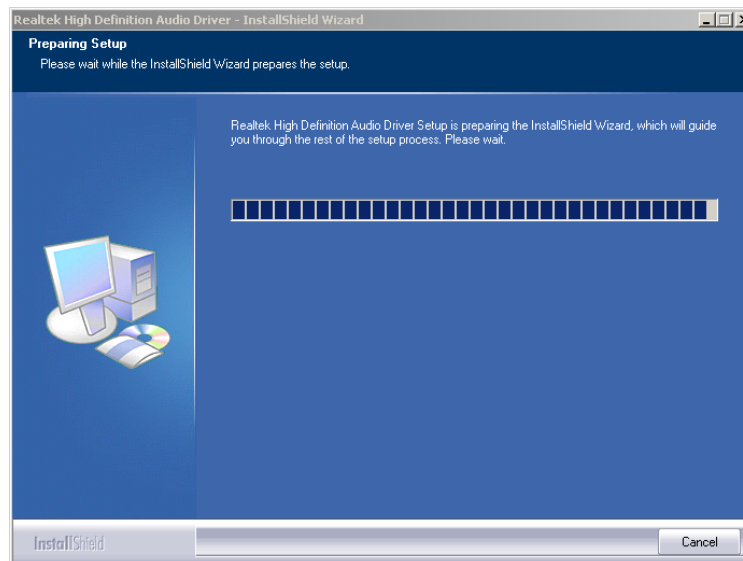 Realtek High Definition Audio Driver - InstallShield Wizard
Preparing Setup
Please wait while the InstallShield Wizard prepares the setup.
Realtek High Definition Audio Driver Setup is preparing the InstallShield Wizard, which will guide
you through the rest of the setup process. Please wait.
InstallShield
Cancel